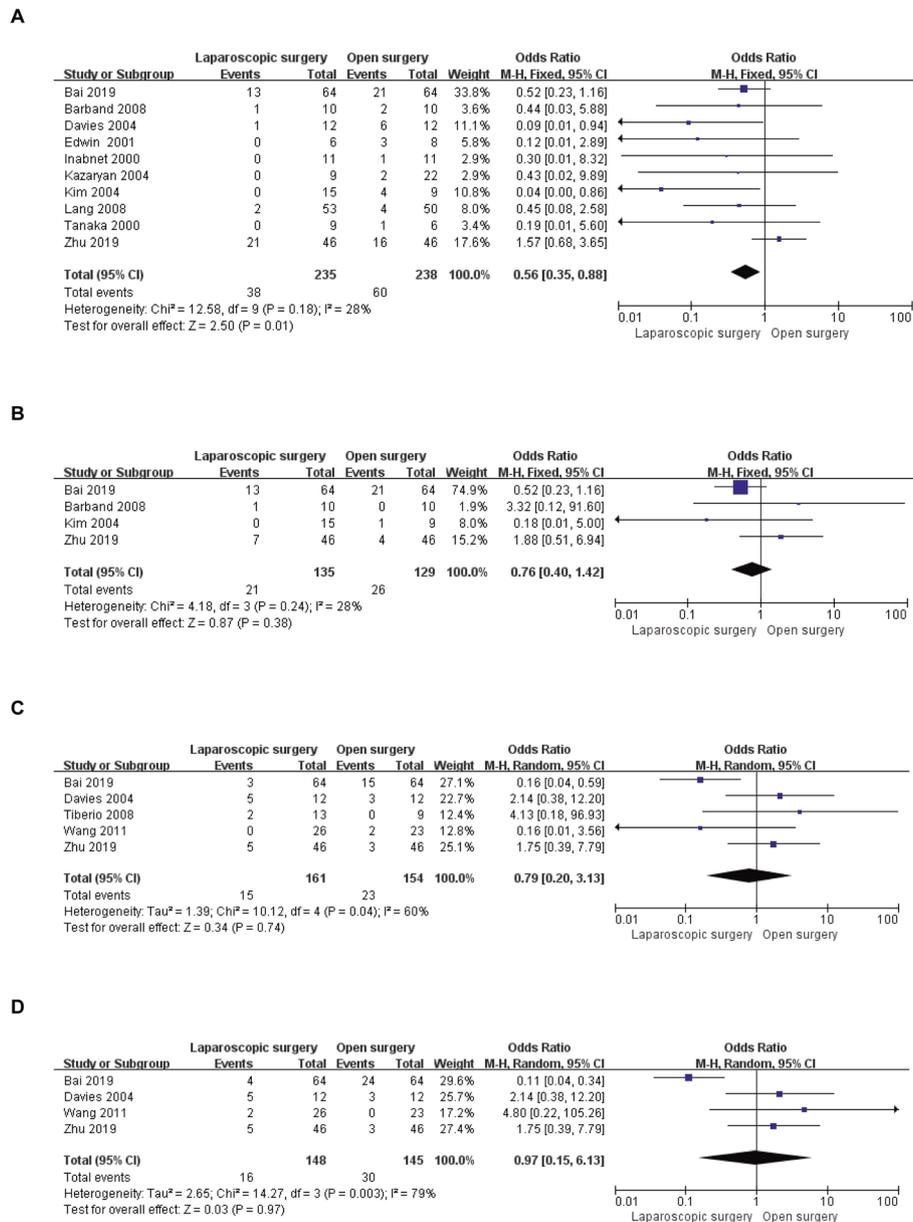 A
Laparoscopic surgery Open surgery Odds Ratio Odds Ratio
Study or Subgroup Events Total Events Total Weight M-H, Fixed, 95% CI M-H, Fixed, 95% CI
Bai 2019 13 64 21 64 33.8% 0.52 [0.23, 1.16]
Barband 2008 1 10 2 10 3.6% 0.44 [0.03, 5.88]
Davies 2004 1 12 6 12 11.1% 0.09 [0.01, 0.94]
Edwin 2001 0 6 3 8 5.8% 0.12 [0.01, 2.89]
Inabnet 2000 0 11 1 11 2.9% 0.30 [0.01, 8.32]
Kazaryan 2004 0 9 2 22 2.9% 0.43 [0.02, 9.89]
Kim 2004 0 15 4 9 10.8% 0.04 [0.00, 0.86]
Lang 2008 2 53 4 50 8.0% 0.45 [0.08, 2.58]
Tanaka 2000 0 9 1 6 3.4% 0.19 [0.01, 5.60]
Zhu 2019 21 46 16 46 17.6% 1.57 [0.68, 3.65]
Total (95% CI) 235 238 100.0% 0.56 [0.35, 0.88]
Total events 38 60
Heterogeneity: Chi² = 12.58, df = 9 (P = 0.18); I² = 28%
Test for overall effect: Z = 2.50 (P = 0.01)
0.01 0.1 1 10 100
Laparoscopic surgery Open surgery
B
Laparoscopic surgery Open surgery Odds Ratio Odds Ratio
Study or Subgroup Events Total Events Total Weight M-H, Fixed, 95% CI M-H, Fixed, 95% CI
Bai 2019 13 64 21 64 74.9% 0.52 [0.23, 1.16]
Barband 2008 1 10 0 10 1.9% 3.32 [0.12, 91.60]
Kim 2004 0 15 1 9 8.0% 0.18 [0.01, 5.00]
Zhu 2019 7 46 4 46 15.2% 1.88 [0.51, 6.94]
Total (95% CI) 135 129 100.0% 0.76 [0.40, 1.42]
Total events 21 26
Heterogeneity: Chi² = 4.18, df = 3 (P = 0.24); I² = 28%
Test for overall effect: Z = 0.87 (P = 0.38)
0.01 0.1 1 10 100
Laparoscopic surgery Open surgery
C
Laparoscopic surgery Open surgery Odds Ratio Odds Ratio
Study or Subgroup Events Total Events Total Weight M-H, Random, 95% CI M-H, Random, 95% CI
Bai 2019 3 64 15 64 27.1% 0.16 [0.04, 0.59]
Davies 2004 5 12 3 12 22.7% 2.14 [0.38, 12.20]
Tiberio 2008 2 13 0 9 12.4% 4.13 [0.18, 96.93]
Wang 2011 0 26 2 23 12.8% 0.16 [0.01, 3.56]
Zhu 2019 5 46 3 46 25.1% 1.75 [0.39, 7.79]
Total (95% CI) 161 154 100.0% 0.79 [0.20, 3.13]
Total events 15 23
Heterogeneity: Tau² = 1.39; Chi² = 10.12, df = 4 (P = 0.04); I² = 60%
Test for overall effect: Z = 0.34 (P = 0.74)
0.01 0.1 1 10 100
Laparoscopic surgery Open surgery
D
Laparoscopic surgery Open surgery Odds Ratio Odds Ratio
Study or Subgroup Events Total Events Total Weight M-H, Random, 95% CI M-H, Random, 95% CI
Bai 2019 4 64 24 64 29.6% 0.11 [0.04, 0.34]
Davies 2004 5 12 3 12 25.7% 2.14 [0.38, 12.20]
Wang 2011 2 26 0 23 17.2% 4.80 [0.22, 105.26]
Zhu 2019 5 46 3 46 27.4% 1.75 [0.39, 7.79]
Total (95% CI) 148 145 100.0% 0.97 [0.15, 6.13]
Total events 16 30
Heterogeneity: Tau² = 2.65; Chi² = 14.27, df = 3 (P = 0.003); I² = 79%
Test for overall effect: Z = 0.03 (P = 0.97)
0.01 0.1 1 10 100
Laparoscopic surgery Open surgery